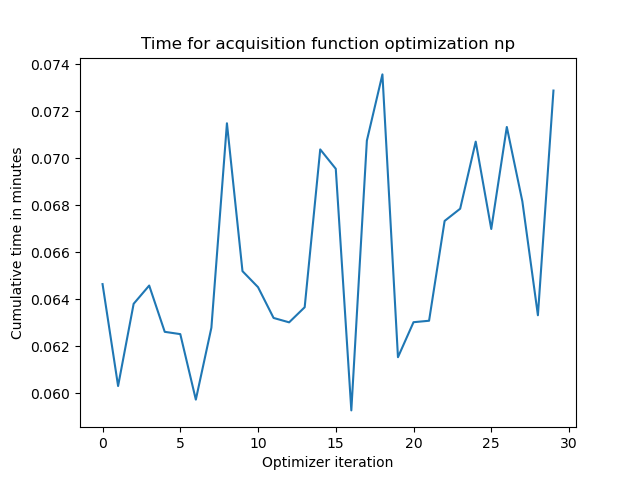 Time for acquisition function optimization np
0.074
0.072
0.070
0.068
0.066
0.064
0.062
0.060
Cumulative time in minutes
0 5 10 15 20 25 30
Optimizer iteration